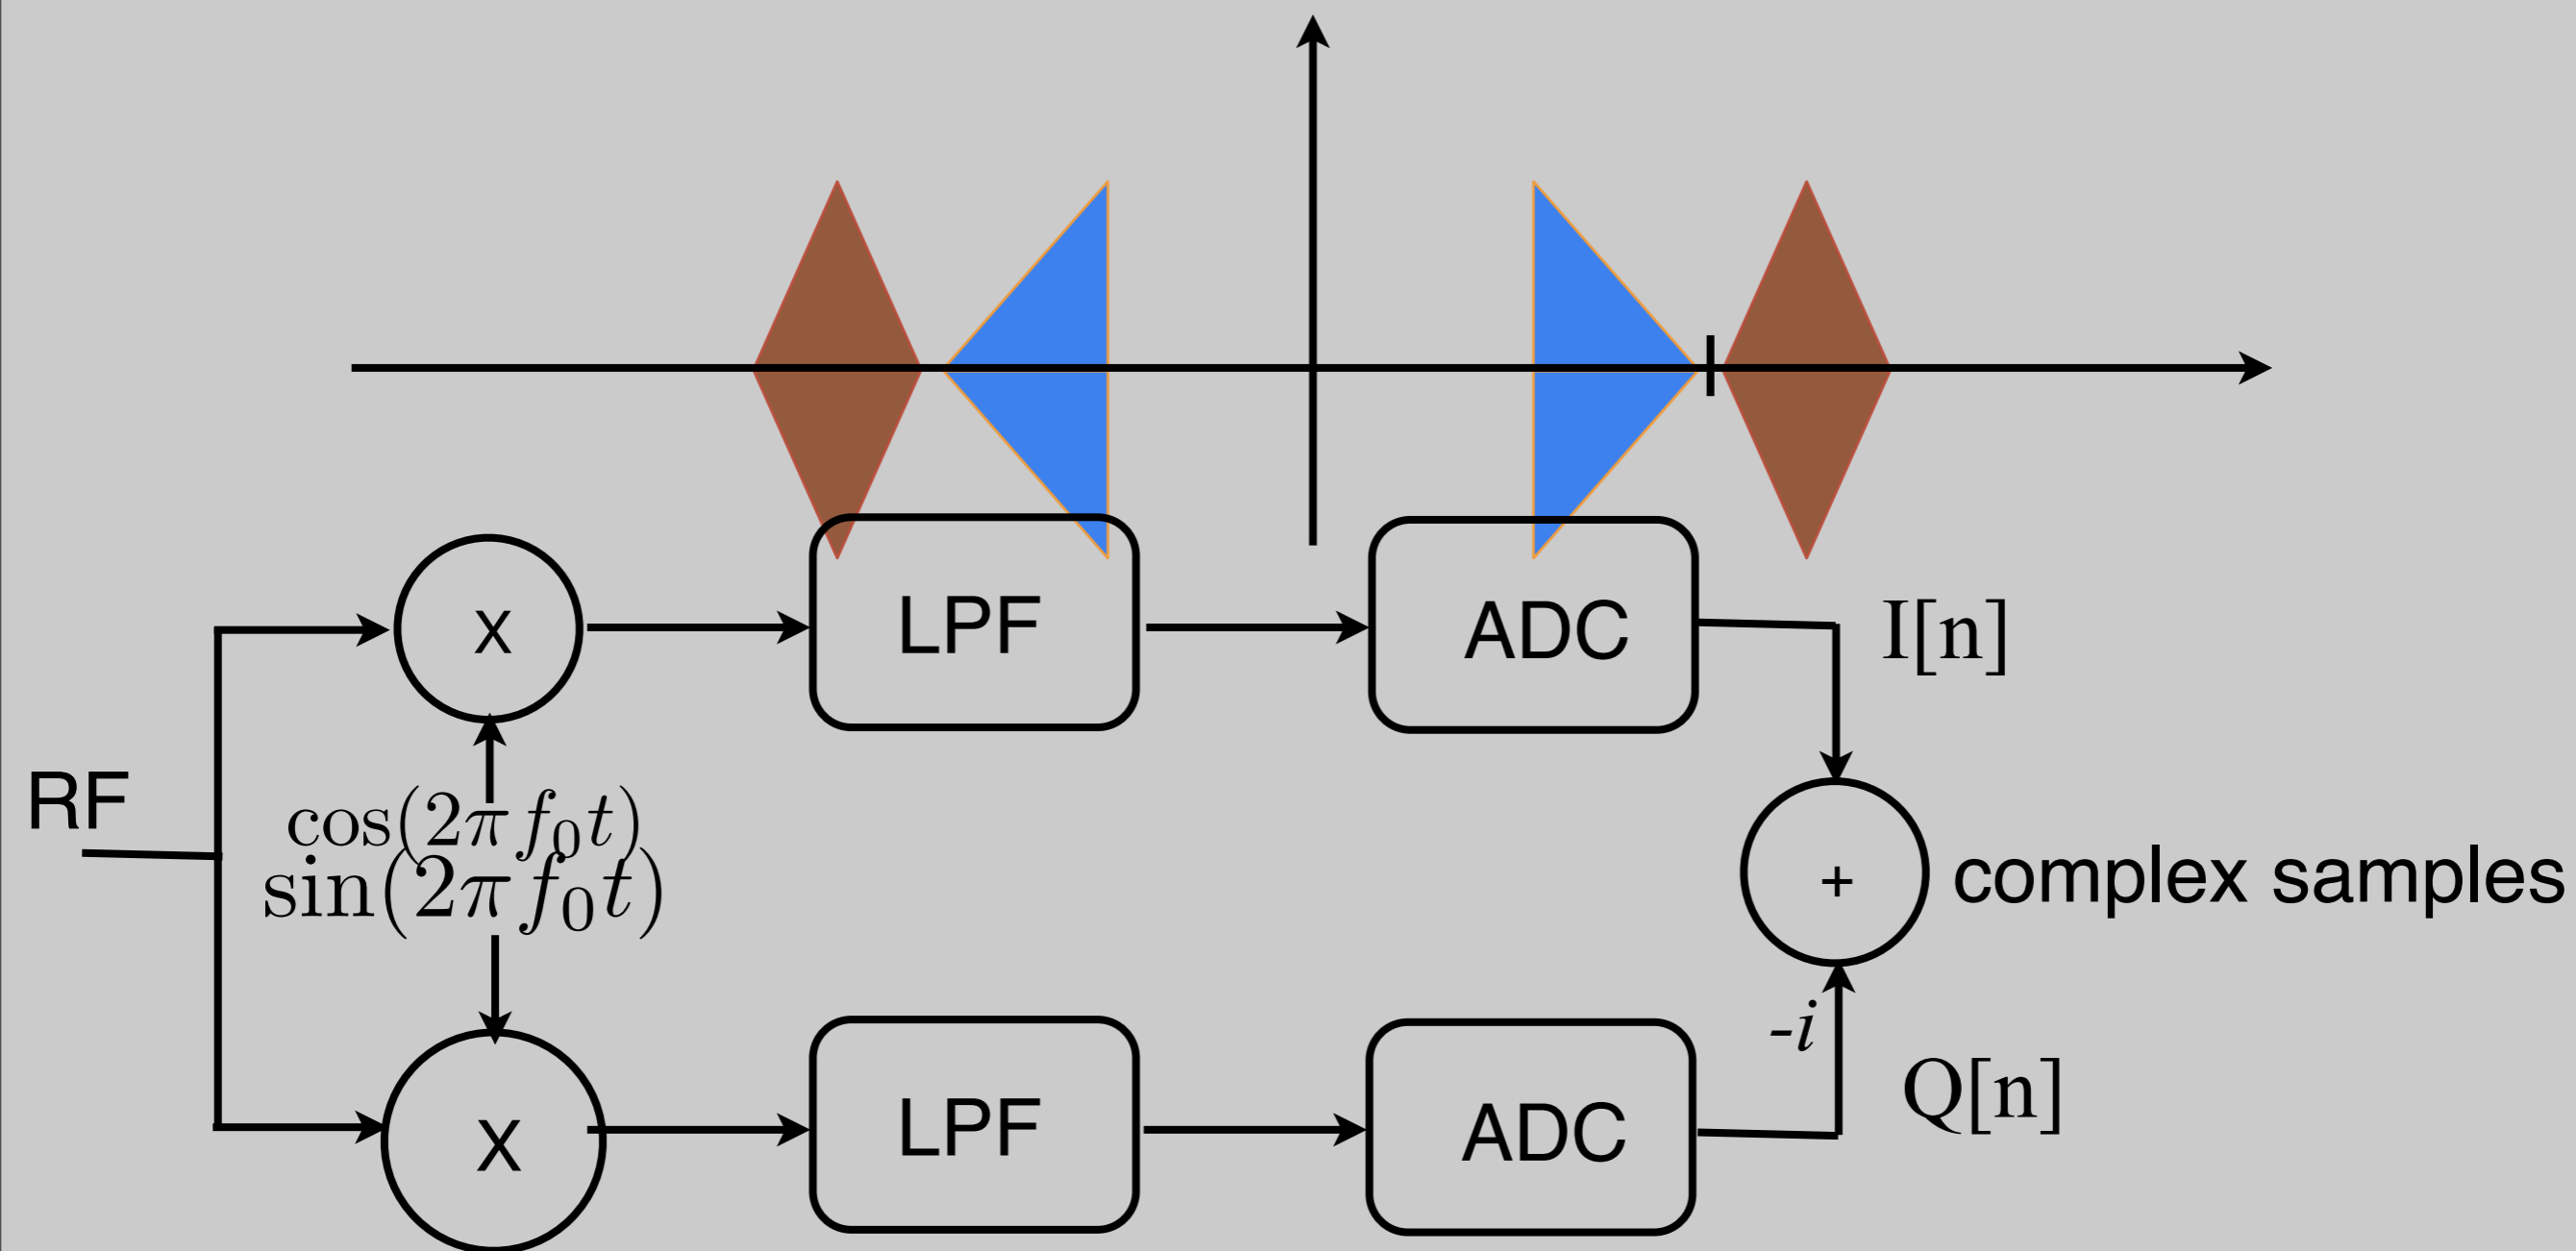 x
LPF
ADC
I[n]
RF
cos(2πf₀t)
sin(2πf₀t)
+
complex samples
-i
Q[n]
x
LPF
ADC